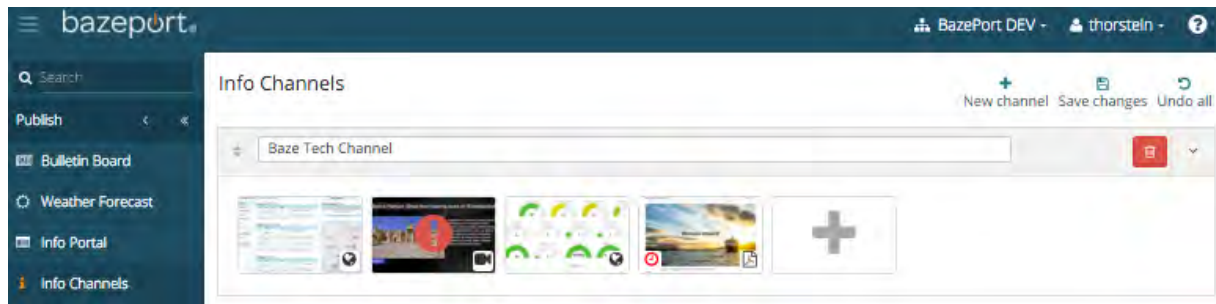 bazeport.
BazePort DEV
thorstein
?
Search
Info Channels
New channel Save changes Undo all
Publish
Baze Tech Channel
Bulletin Board
Weather Forecast
Info Portal
Info Channels